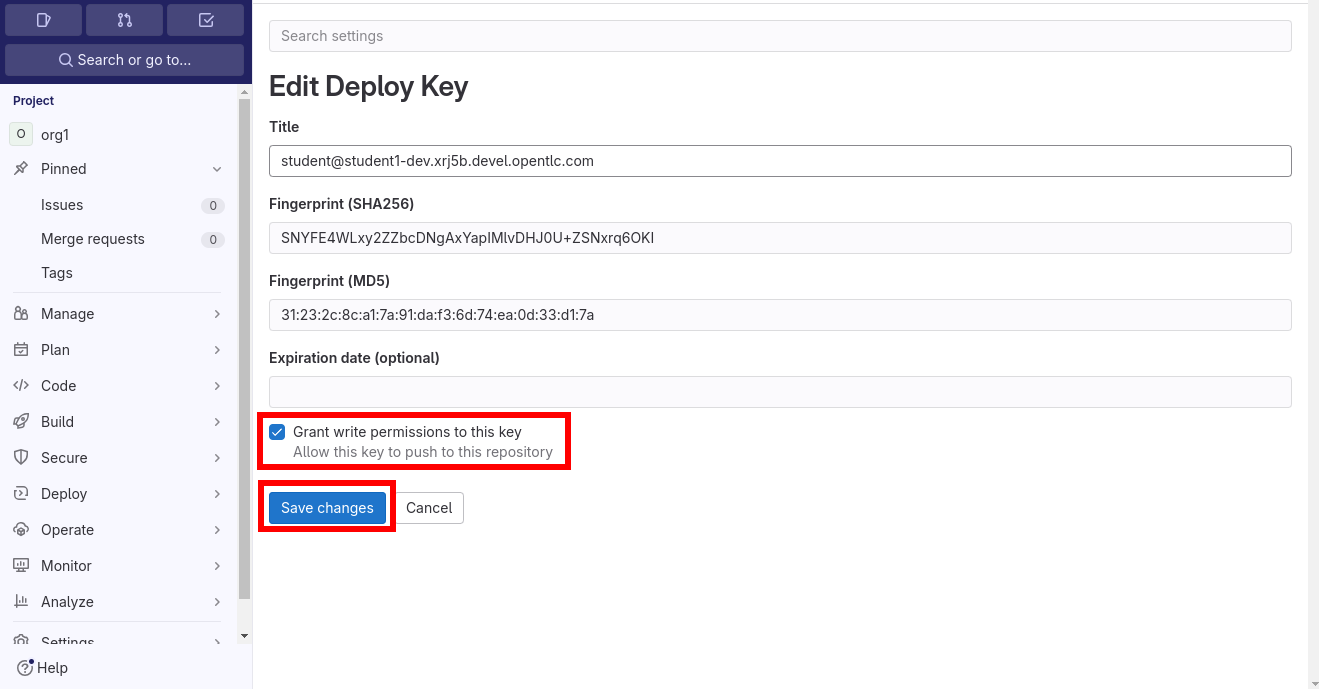 Search or go to...
Project
O org1
Pinned
Issues 0
Merge requests 0
Tags
Manage
Plan
Code
Build
Secure
Deploy
Operate
Monitor
Analyze
Settings
Help
Search settings
Edit Deploy Key
Title
student@student1-dev.xrj5b.devel.opentlc.com
Fingerprint (SHA256)
SNYFE4WLxy2ZZbcDNgAxYapIMlvDHJ0U+ZSNxrq6OKI
Fingerprint (MD5)
31:23:2c:8c:a1:7a:91:da:f3:6d:74:ea:0d:33:d1:7a
Expiration date (optional)
Grant write permissions to this key
Allow this key to push to this repository
Save changes Cancel